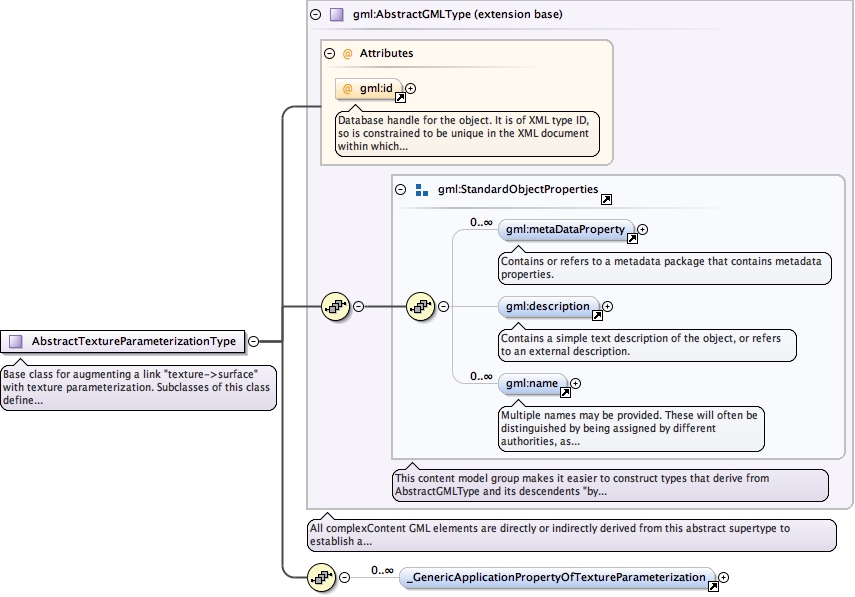 gml:AbstractGMLType (extension base)
@ Attributes
@ gml:id
Database handle for the object. It is of XML type ID,
so is constrained to be unique in the XML document
within which...
gml:StandardObjectProperties
0..∞
gml:metaDataProperty
Contains or refers to a metadata package that contains metadata
properties.
gml:description
Contains a simple text description of the object, or refers
to an external description.
AbstractTextureParameterizationType
Base class for augmenting a link "texture->surface"
with texture parameterization. Subclasses of this class
define...
0..∞
gml:name
Multiple names may be provided. These will often be
distinguished by being assigned by different
authorities, as...
This content model group makes it easier to construct types that derive from
AbstractGMLType and its descendents "by...
All complexContent GML elements are directly or indirectly derived from this abstract supertype to
establish a...
0..∞
_GenericApplicationPropertyOfTextureParameterization